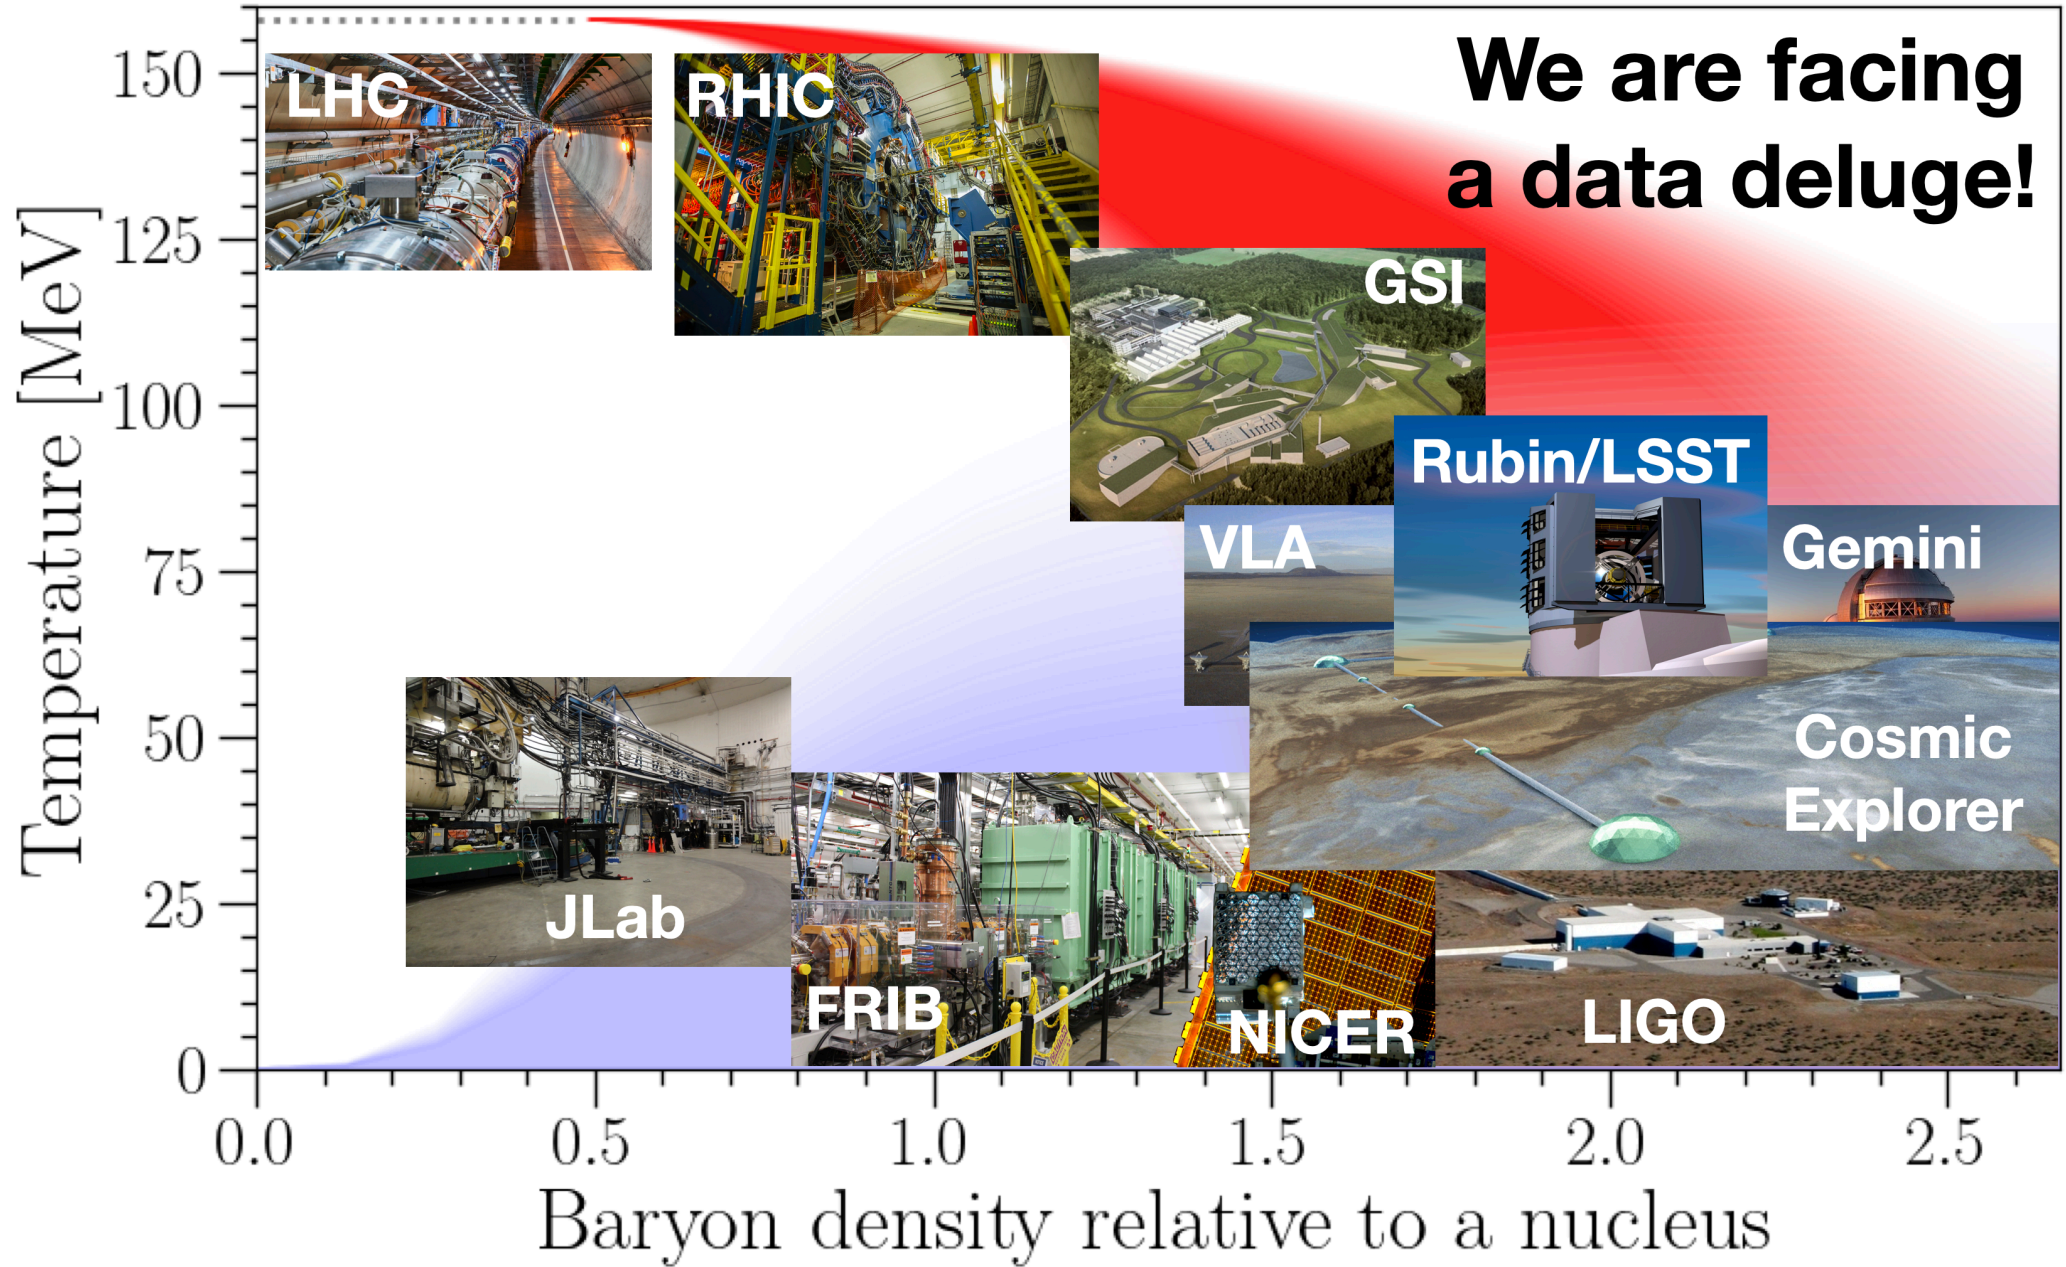 We are facing
a data deluge!
LHC
RHIC
GSI
Rubin/LSST
VLA
Gemini
Cosmic
Explorer
JLab
FRIB
NICER
LIGO
Temperature [MeV]
150
125
100
75
50
25
0
0.0 0.5 1.0 1.5 2.0 2.5
Baryon density relative to a nucleus